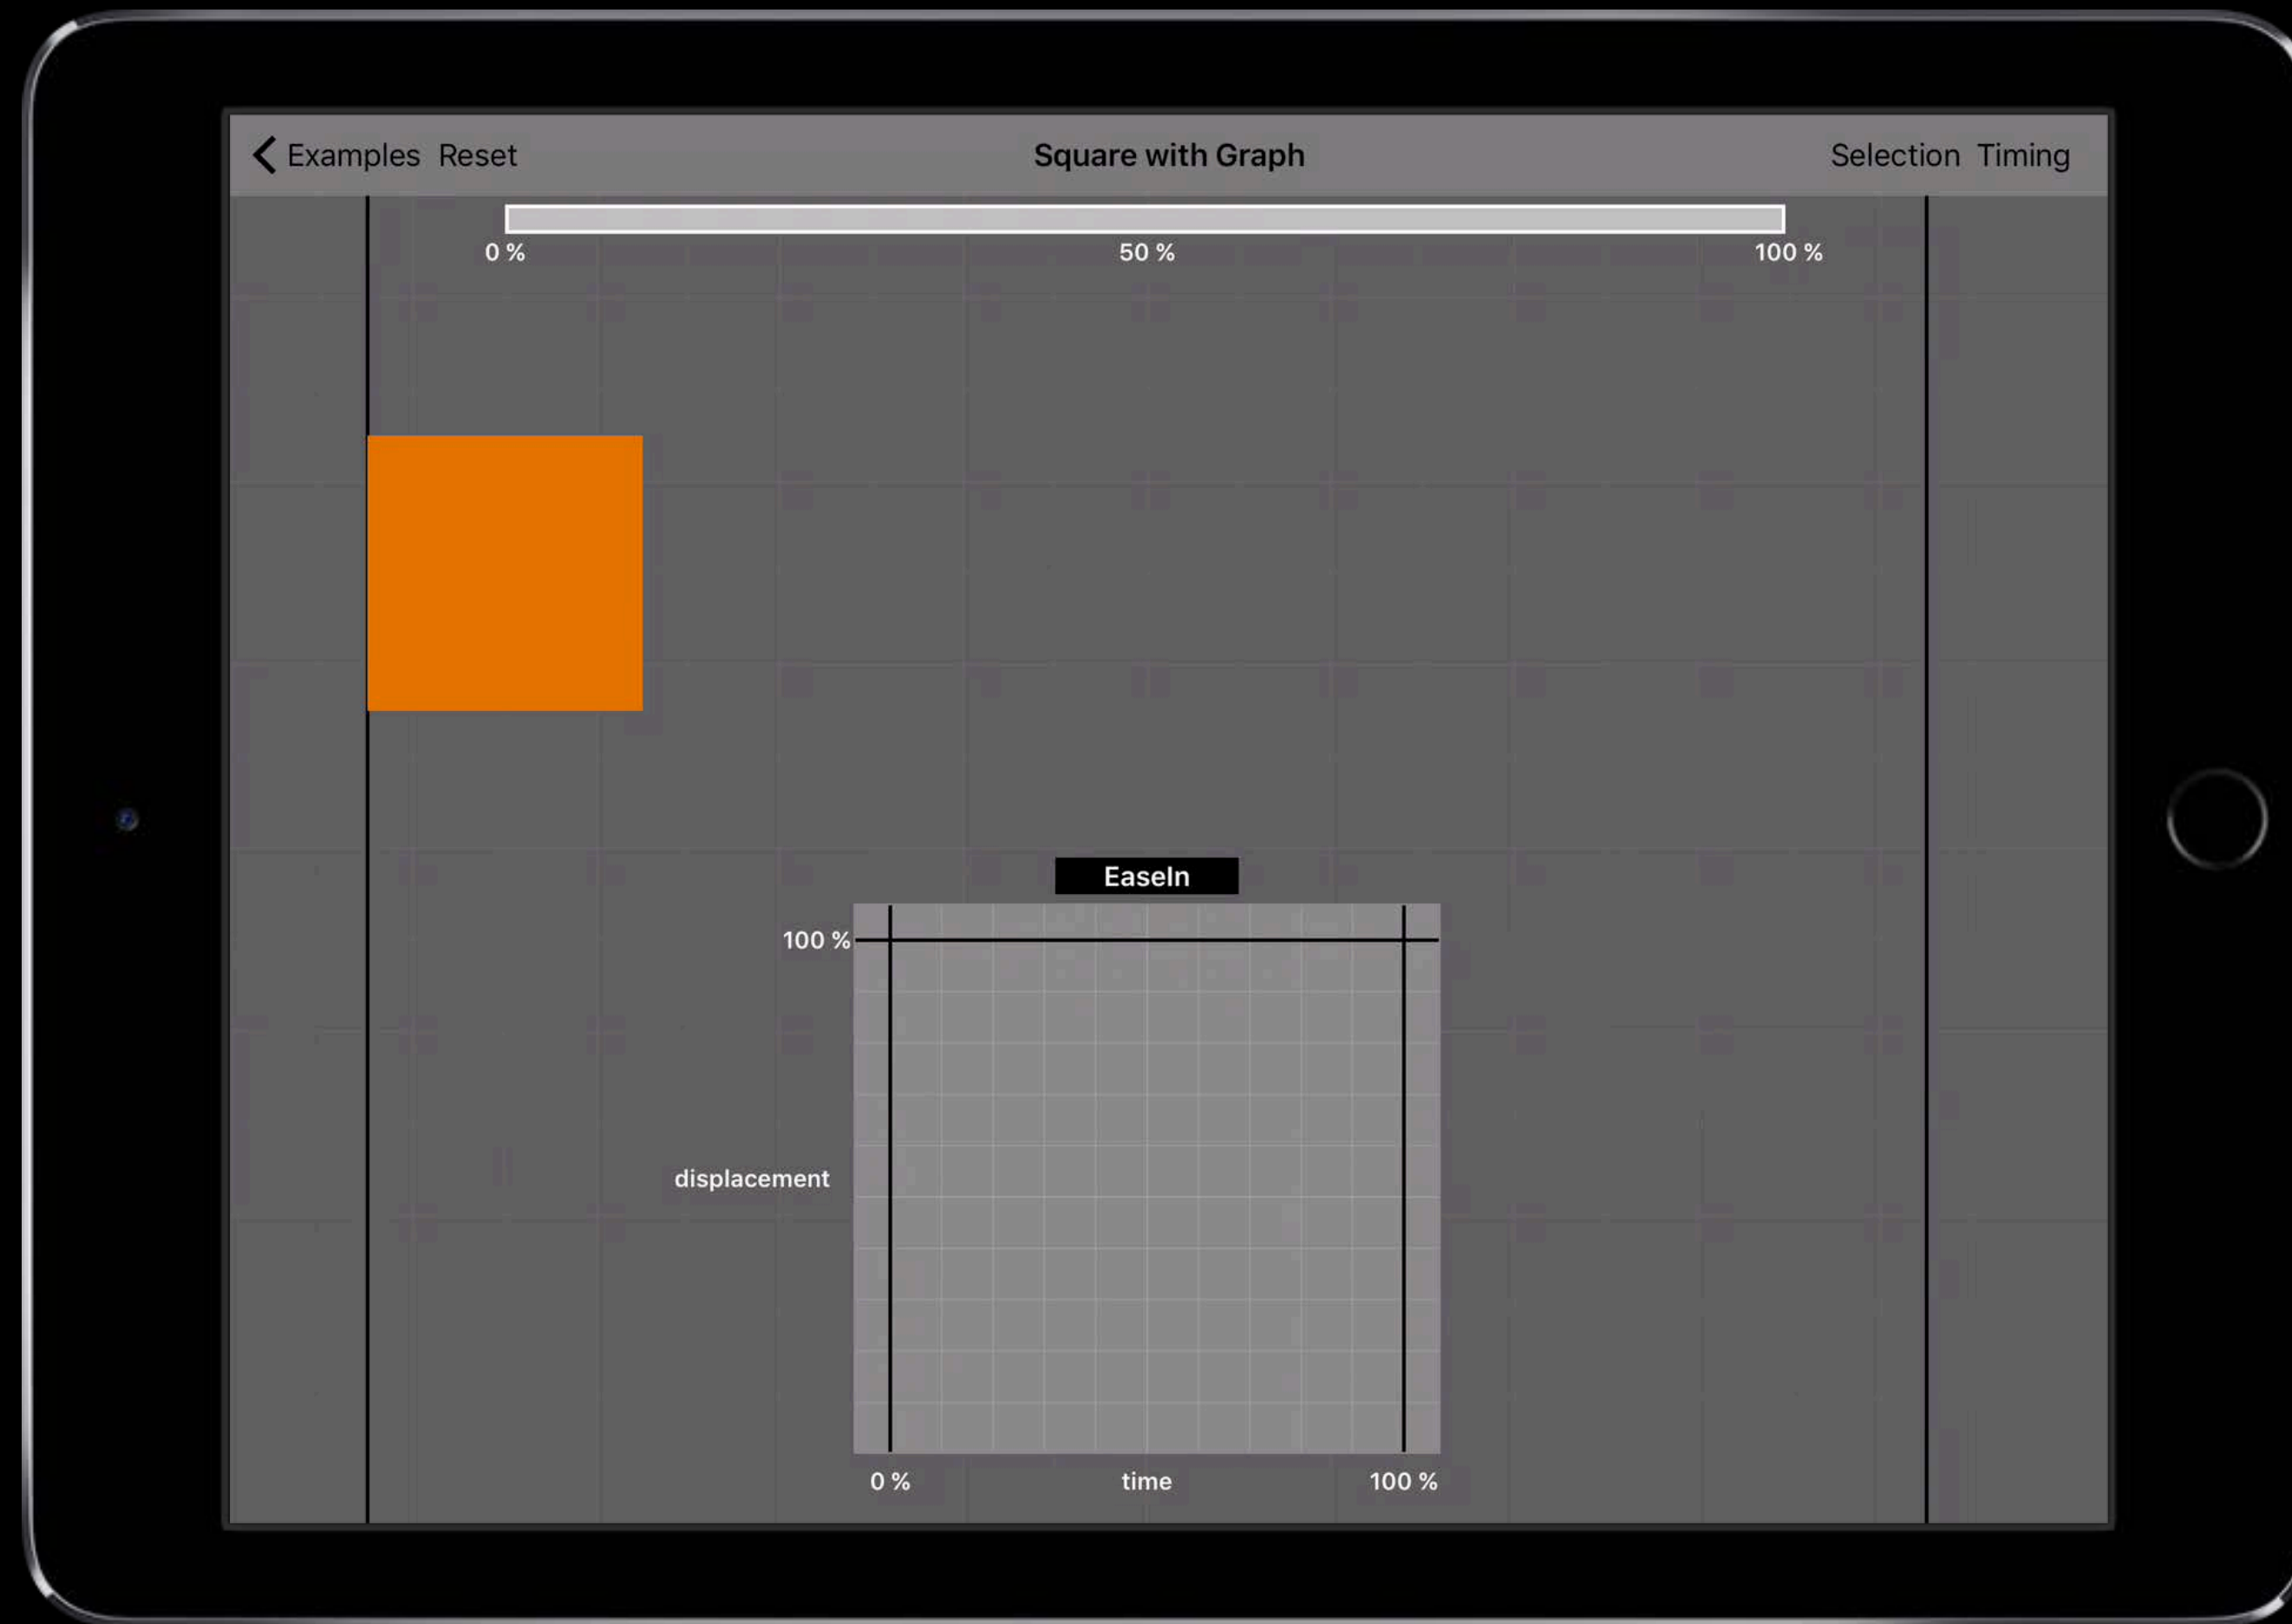 Examples Reset Square with Graph Selection Timing
0 % 50 % 100 %
EaseIn
100 %
displacement
0 % time 100 %